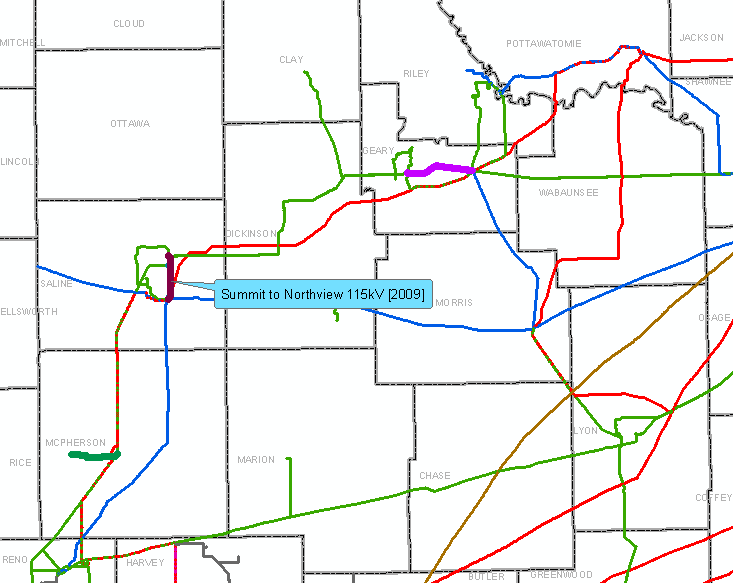 CLOUD
JACKSON
MITCHELL
POTTAWATOMIE
CLAY
RILEY
SHAWNEE
OTTAWA
GEARY
LINCOLN
WABAUNSEE
DICKINSON
SALINE
Summit to Northview 115kV [2009]
MORRIS
ELLSWORTH
OSAGE
LYON
MCPHERSON
MARION
RICE
CHASE
COFFEY
RENO
HARVEY
BUTLER
GREENWOOD